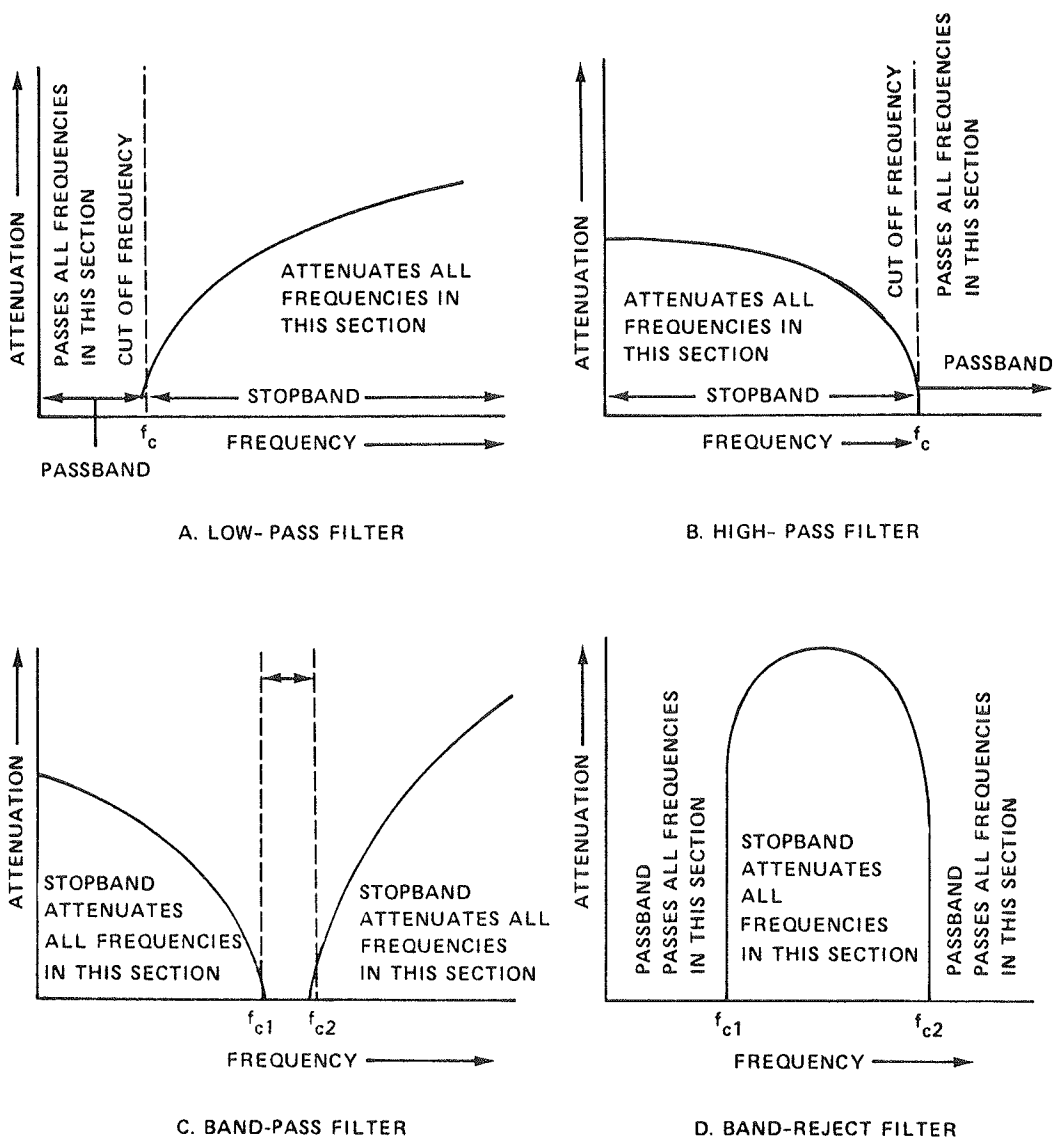 ATTENUATION
PASSES ALL FREQUENCIES
IN THIS SECTION
CUT OFF FREQUENCY
ATTENUATES ALL
FREQUENCIES IN
THIS SECTION
STOPBAND
fc
FREQUENCY
PASSBAND
A. LOW-PASS FILTER
ATTENUATION
ATTENUATES ALL
FREQUENCIES IN
THIS SECTION
CUT OFF FREQUENCY
PASSES ALL FREQUENCIES
IN THIS SECTION
PASSBAND
STOPBAND
FREQUENCY
fc
B. HIGH- PASS FILTER
ATTENUATION
STOPBAND
ATTENUATES
ALL FREQUENCIES
IN THIS SECTION
STOPBAND
ATTENUATES ALL
FREQUENCIES
IN THIS SECTION
fc1
fc2
FREQUENCY
C. BAND-PASS FILTER
ATTENUATION
PASSBAND
PASSES ALL FREQUENCIES
IN THIS SECTION
STOPBAND
ATTENUATES
ALL
FREQUENCIES
IN THIS SECTION
PASSBAND
PASSES ALL FREQUENCIES
IN THIS SECTION
fc1
fc2
FREQUENCY
D. BAND-REJECT FILTER